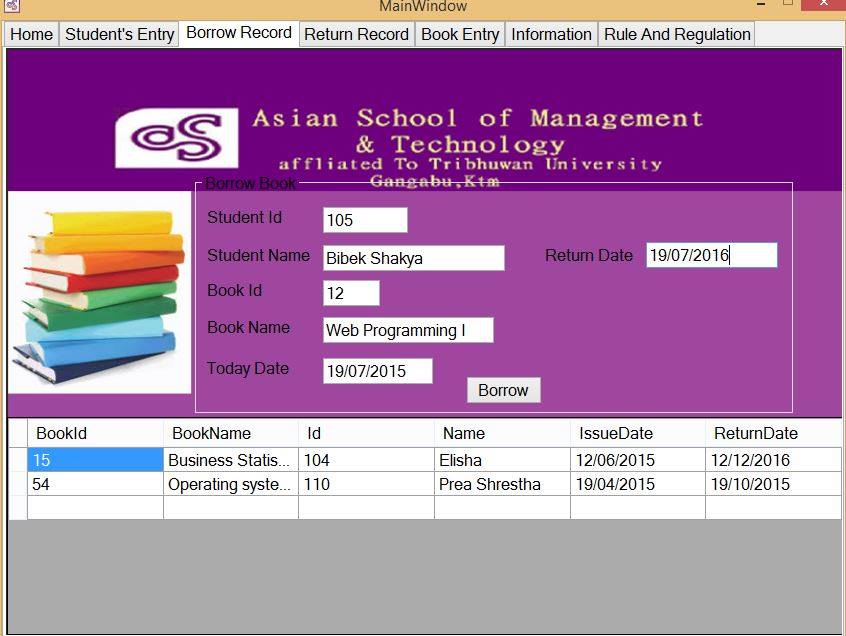 MainWindow
Home Student's Entry Borrow Record Return Record Book Entry Information Rule And Regulation
Asian School of Management
& Technology
affliated To Tribhuwan University
Gangabu,Ktm
Borrow Book
Student Id 105
Student Name Bibek Shakya Return Date 19/07/2016
Book Id 12
Book Name Web Programming I
Today Date 19/07/2015
Borrow
BookId BookName Id Name IssueDate ReturnDate
15 Business Statis... 104 Elisha 12/06/2015 12/12/2016
54 Operating syste... 110 Prea Shrestha 19/04/2015 19/10/2015